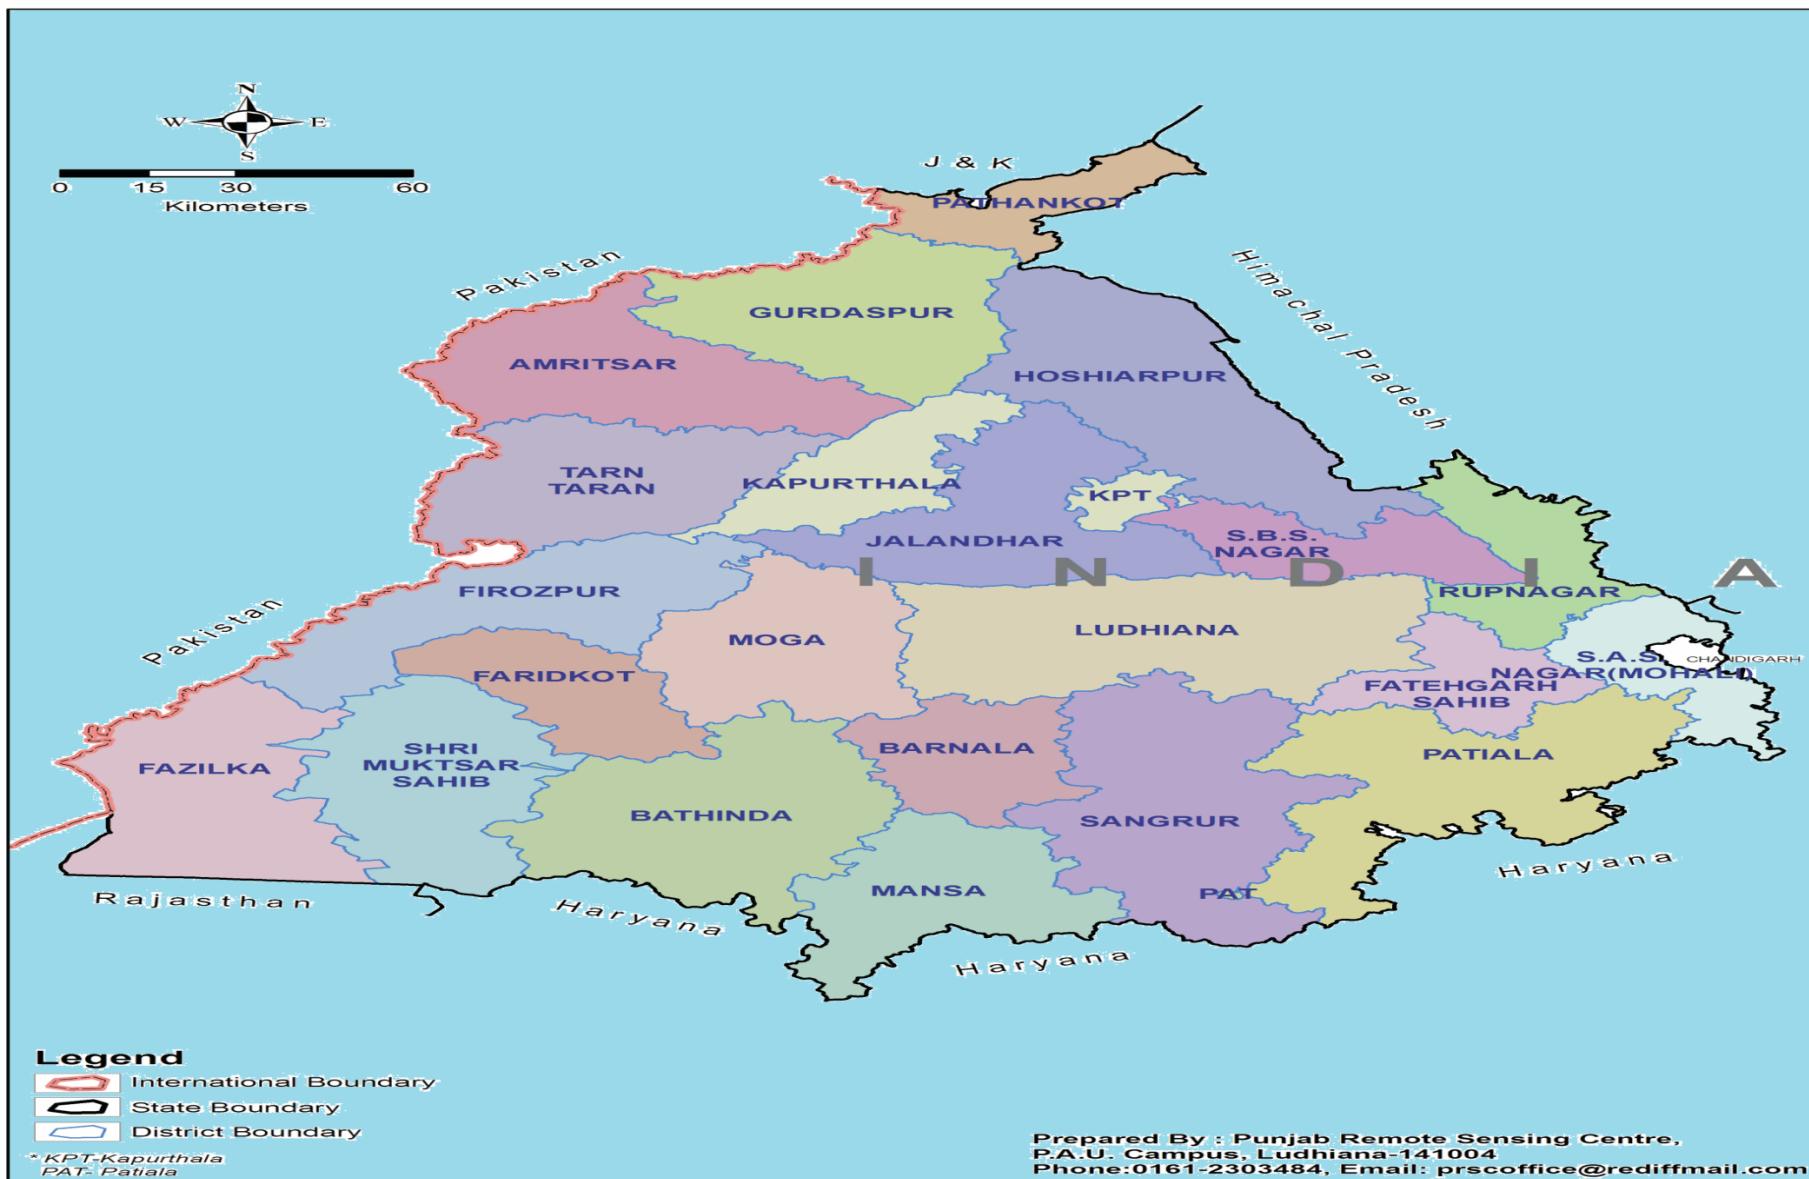 N
W E
S
0 15 30 60
Kilometers
J & K
PATHANKOT
Pakistan
Himachal Pradesh
GURDASPUR
AMRITSAR
HOSHIARPUR
TARN
TARAN
KAPURTHALA
KPT
JALANDHAR
S.B.S.
NAGAR
I N D I A
Pakistan
FIROZPUR
RUPNAGAR
MOGA
LUDHIANA
FARIDKOT
S.A.S.
NAGAR(MOHALI)
CHANDIGARH
FATEHGARH
SAHIB
FAZILKA
SHRI
MUKTSAR
SAHIB
BARNALA
PATIALA
BATHINDA
SANGRUR
MANSA
PAT
Rajasthan
Haryana
Haryana
Haryana
Legend
International Boundary
State Boundary
District Boundary
* KPT-Kapurthala
PAT- Patiala
Prepared By : Punjab Remote Sensing Centre,
P.A.U. Campus, Ludhiana-141004
Phone:0161-2303484, Email: prscoffice@rediffmail.com